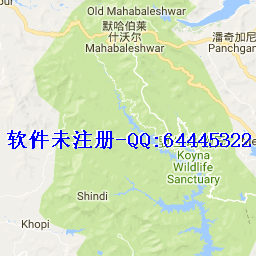 Old Mahabaleshwar
默哈伯莱
什沃尔
Mahabaleshwar
潘奇加尼
Panchgan
软件未注册-QQ:64445322
Koyna
Wildlife
Sanctuary
Shindi
Khopi